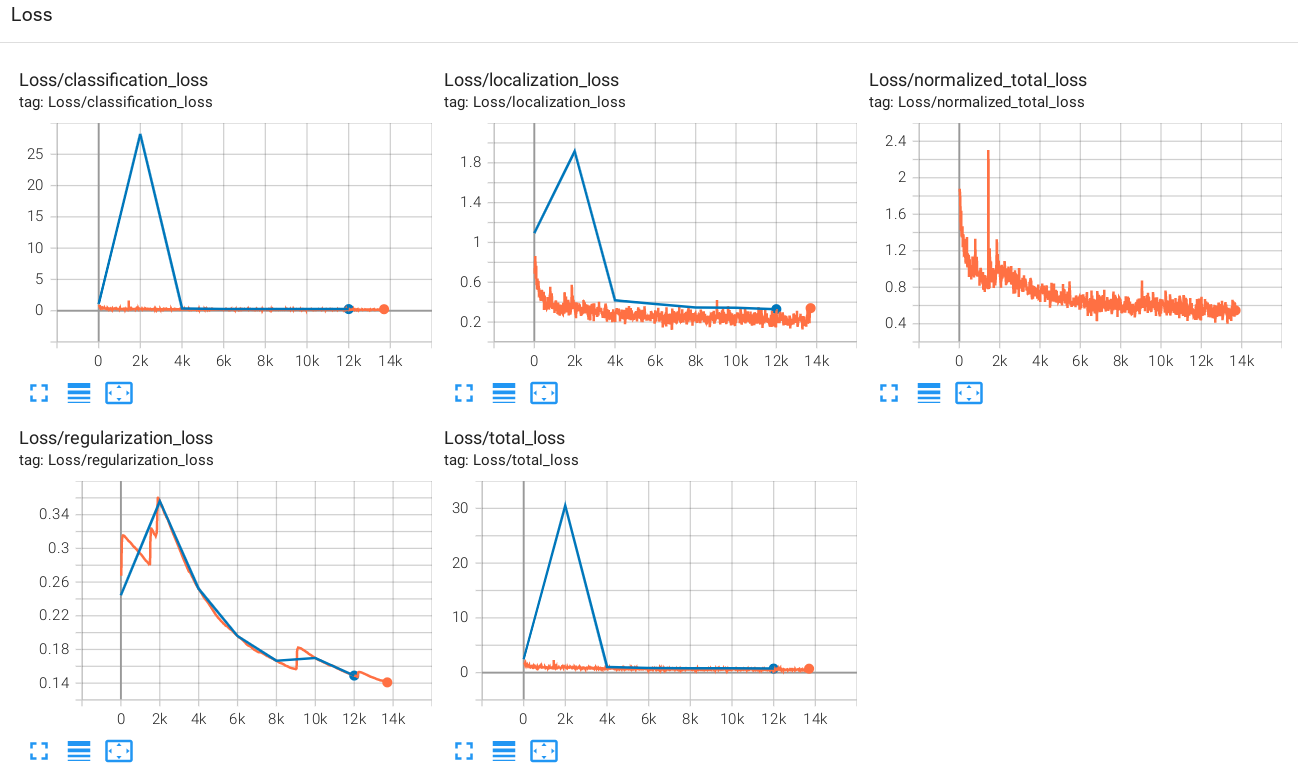 Loss
Loss/classification_loss
tag: Loss/classification_loss
25
20
15
10
5
0
0 2k 4k 6k 8k 10k 12k 14k
Loss/localization_loss
tag: Loss/localization_loss
1.8
1.4
1
0.6
0.2
0 2k 4k 6k 8k 10k 12k 14k
Loss/normalized_total_loss
tag: Loss/normalized_total_loss
2.4
2
1.6
1.2
0.8
0.4
0 2k 4k 6k 8k 10k 12k 14k
Loss/regularization_loss
tag: Loss/regularization_loss
0.34
0.3
0.26
0.22
0.18
0.14
0 2k 4k 6k 8k 10k 12k 14k
Loss/total_loss
tag: Loss/total_loss
30
20
10
0
0 2k 4k 6k 8k 10k 12k 14k